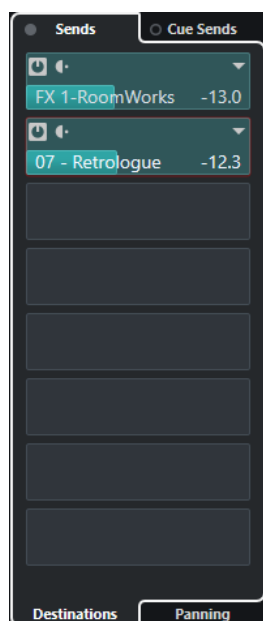 Sends Cue Sends
FX 1-RoomWorks -13.0
07 - Retrologue -12.3
Destinations Panning